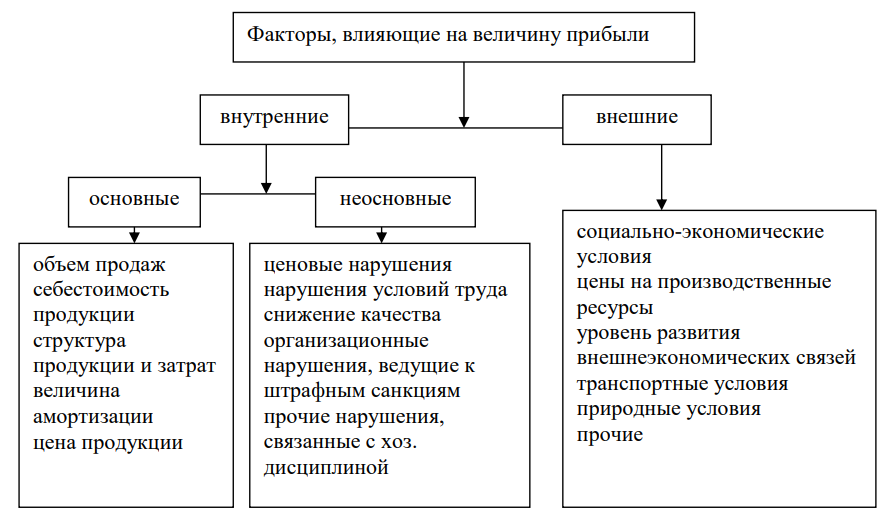 Факторы, влияющие на величину прибыли
внутренние
внешние
основные
неосновные
объем продаж
себестоимость
продукции
структура
продукции и затрат
величина
амортизации
цена продукции
ценовые нарушения
нарушения условий труда
снижение качества
организационные
нарушения, ведущие к
штрафным санкциям
прочие нарушения,
связанные с хоз.
дисциплиной
социально-экономические
условия
цены на производственные
ресурсы
уровень развития
внешнеэкономических связей
транспортные условия
природные условия
прочие